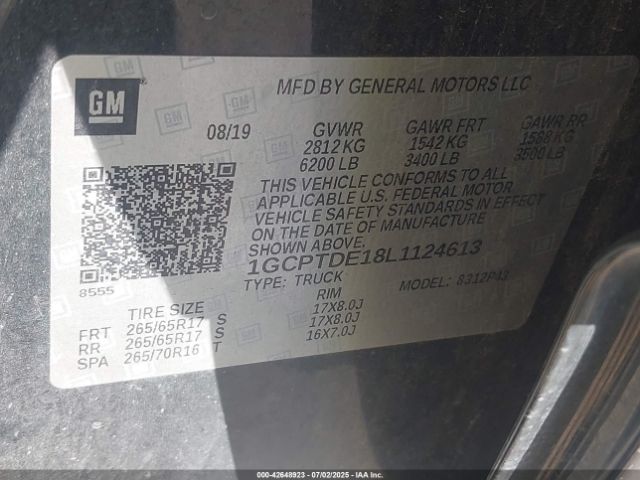 GM
MFD BY GENERAL MOTORS LLC
08/19 GVWR GAWR FRT GAWR RR
2812 KG 1542 KG 1588 KG
6200 LB 3400 LB 3500 LB
THIS VEHICLE CONFORMS TO ALL
APPLICABLE U.S. FEDERAL MOTOR
VEHICLE SAFETY STANDARDS IN EFFECT
ON THE DATE OF MANUFACTURE
SHOWN ABOVE.
1GCPTDE18L1124613
8555
TYPE: TRUCK MODEL: 8312P43
TIRE SIZE RIM
FRT 265/65R17 S 17X8.0J
RR 265/65R17 S 17X8.0J
SPA 265/70R16 T 16X7.0J
000-42648923 - 07/02/2025 - IAA Inc.